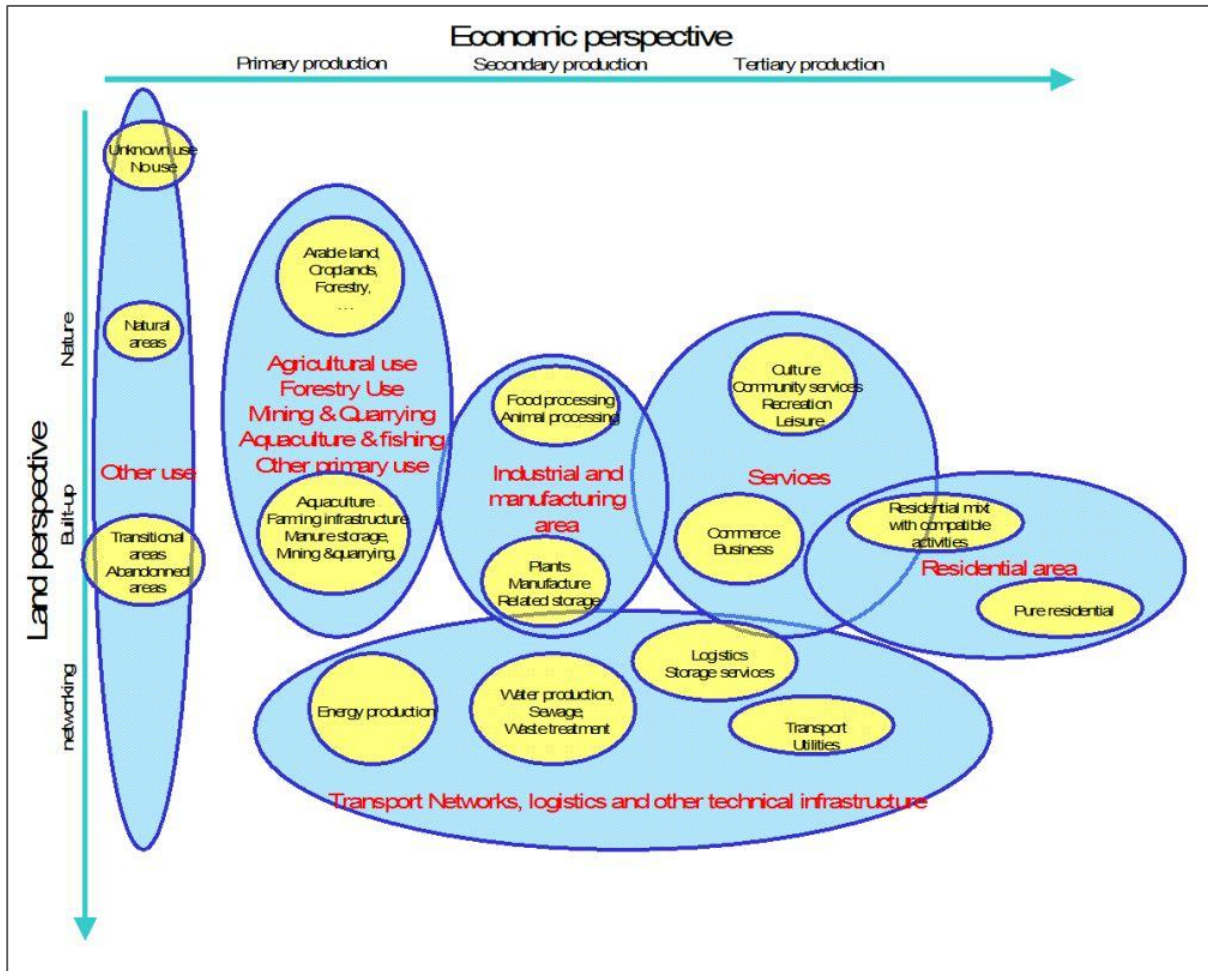 Economic perspective
Primary production
Secondary production
Tertiary production
Land perspective
Nature
Built-up
networking
Unknown use
No use
Natural
areas
Other use
Transitional
areas
Abandonned
areas
Arable land,
Croplands,
Forestry,
...
Agricultural use
Forestry Use
Mining & Quarrying
Aquaculture & fishing
Other primary use
Aquaculture
Farming infrastructure
Manure storage,
Mining &quarrying,
Food processing
Animal processing
Industrial and
manufacturing
area
Plants
Manufacture
Related storage
Culture
Community services
Recreation
Leisure
Services
Commerce
Business
Residential mixt
with compatible
activities
Residential area
Pure residential
Logistics
Storage services
Energy production
Water production,
Sewage,
Waste treatment
Transport
Utilities
Transport Networks, logistics and other technical infrastructure